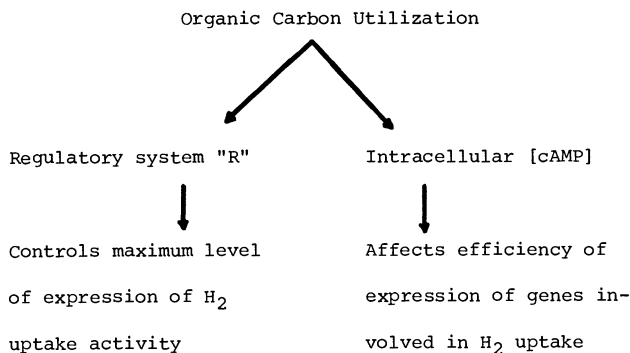 Organic Carbon Utilization
Regulatory system "R"
Intracellular [cAMP]
Controls maximum level
of expression of H2
uptake activity
Affects efficiency of
expression of genes in-
volved in H2 uptake